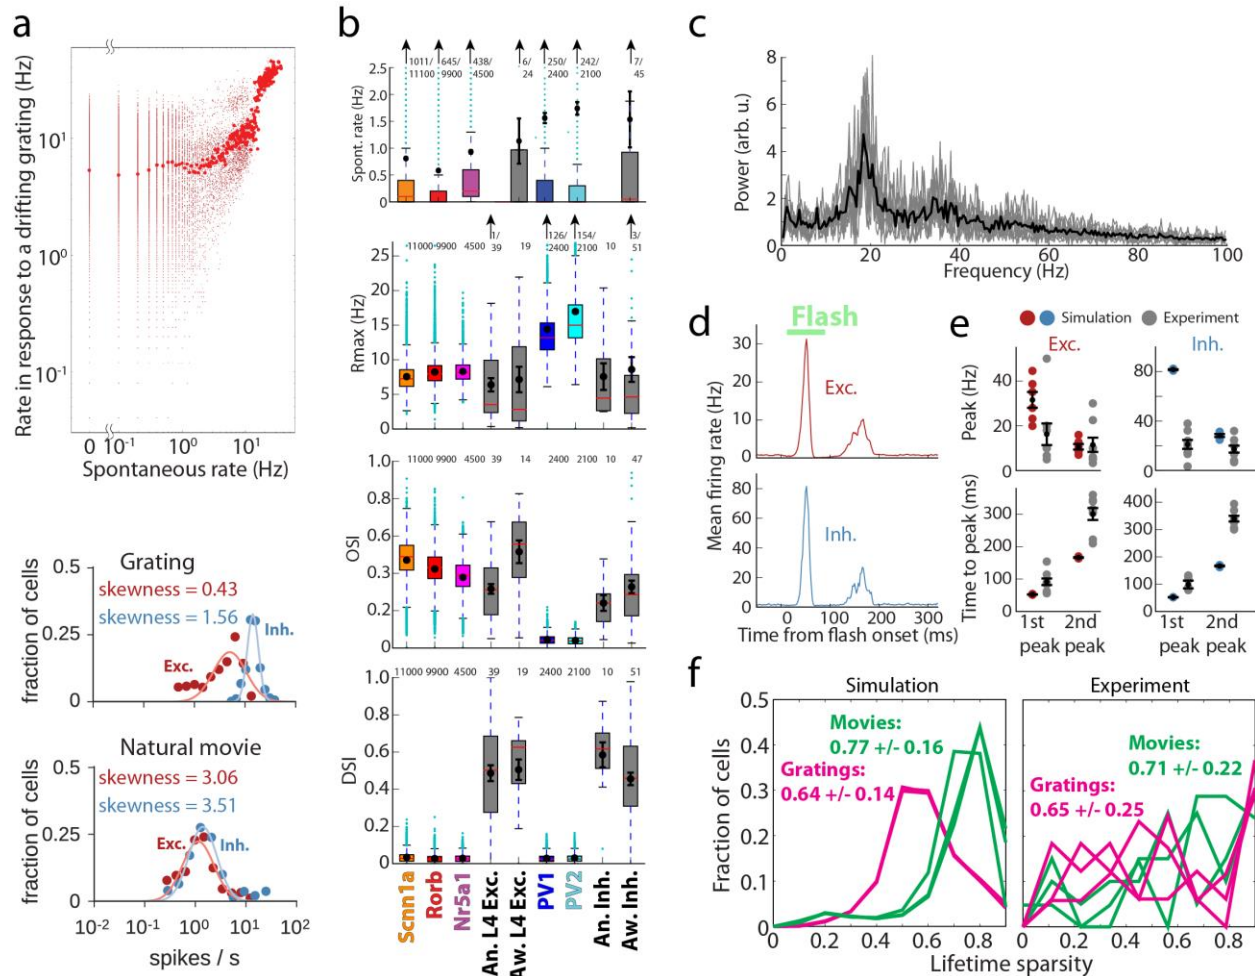 a
Rate in response to a drifting grating (Hz)
10¹
10⁰
10⁻¹
0 10⁻¹ 10⁰ 10¹
Spontaneous rate (Hz)
Grating
skewness = 0.43
skewness = 1.56
Inh.
Exc.
fraction of cells
0.5
0.25
0
Natural movie
skewness = 3.06
skewness = 3.51
Exc.
Inh.
fraction of cells
0.5
0.25
0
10⁻² 10⁻¹ 10⁰ 10¹ 10²
spikes / s
b
1011/ 645/ 438/ 6/ 250/ 242/ 7/
11100 9900 4500 24 2400 2100 45
Spont. rate (Hz)
2.5
2.0
1.5
1.0
0.5
0.0
1/ 126/ 154/ 3/
11000 9900 4500 39 19 2400 2100 10 51
Rmax (Hz)
25
20
15
10
5
0
11000 9900 4500 39 14 2400 2100 10 47
OSI
1.0
0.8
0.6
0.3
0.2
0
11000 9900 4500 39 19 2400 2100 10 51
DSI
1.0
0.8
0.6
0.4
0.2
0
Scnn1a
Rorb
Nr5a1
An. L4 Exc.
Aw. L4 Exc.
PV1
PV2
An. Inh.
Aw. Inh.
c
Power (arb. u.)
8
6
4
2
0
0 20 40 60 80 100
Frequency (Hz)
d
Flash
Mean firing rate (Hz)
30
20
10
0
Exc.
80
60
40
20
0
Inh.
0 100 200 300
Time from flash onset (ms)
e
Simulation Experiment
Exc. Inh.
Peak (Hz)
40
20
0
80
40
0
Time to peak (ms)
300
200
100
0
400
300
200
100
0
1st 2nd
peak peak
1st 2nd
peak peak
f
Simulation
Fraction of cells
0.5
0.4
0.3
0.2
0.1
0
Movies:
0.77 +/- 0.16
Gratings:
0.64 +/- 0.14
0 0.2 0.4 0.6 0.8
Experiment
Movies:
0.71 +/- 0.22
Gratings:
0.65 +/- 0.25
0 0.2 0.4 0.6 0.8
Lifetime sparsity